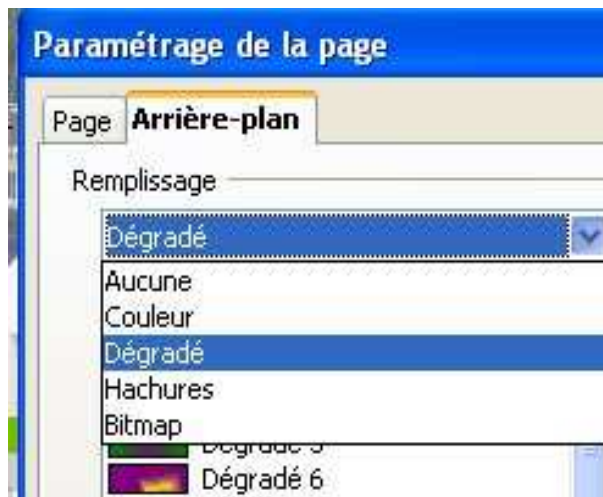 Paramétrage de la page
Page Arrière-plan
Remplissage
Dégradé
Aucune
Couleur
Dégradé
Hachures
Bitmap
Dégradé 6